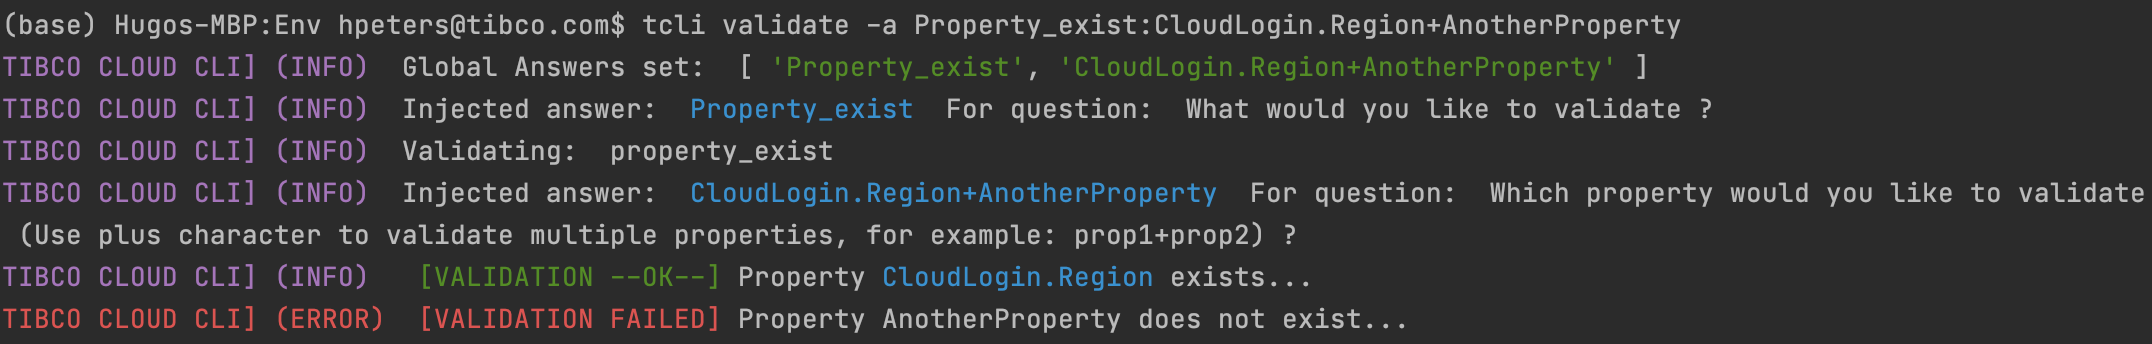 (base) Hugos-MBP:Env hpeters@tibco.com$ tcli validate -a Property_exist:CloudLogin.Region+AnotherProperty
TIBCO CLOUD CLI] (INFO)  Global Answers set:  [ 'Property_exist', 'CloudLogin.Region+AnotherProperty' ]
TIBCO CLOUD CLI] (INFO)  Injected answer:  Property_exist  For question:  What would you like to validate ?
TIBCO CLOUD CLI] (INFO)  Validating:  property_exist
TIBCO CLOUD CLI] (INFO)  Injected answer:  CloudLogin.Region+AnotherProperty  For question:  Which property would you like to validate
 (Use plus character to validate multiple properties, for example: prop1+prop2) ?
TIBCO CLOUD CLI] (INFO)   [VALIDATION --OK--] Property CloudLogin.Region exists...
TIBCO CLOUD CLI] (ERROR)  [VALIDATION FAILED] Property AnotherProperty does not exist...